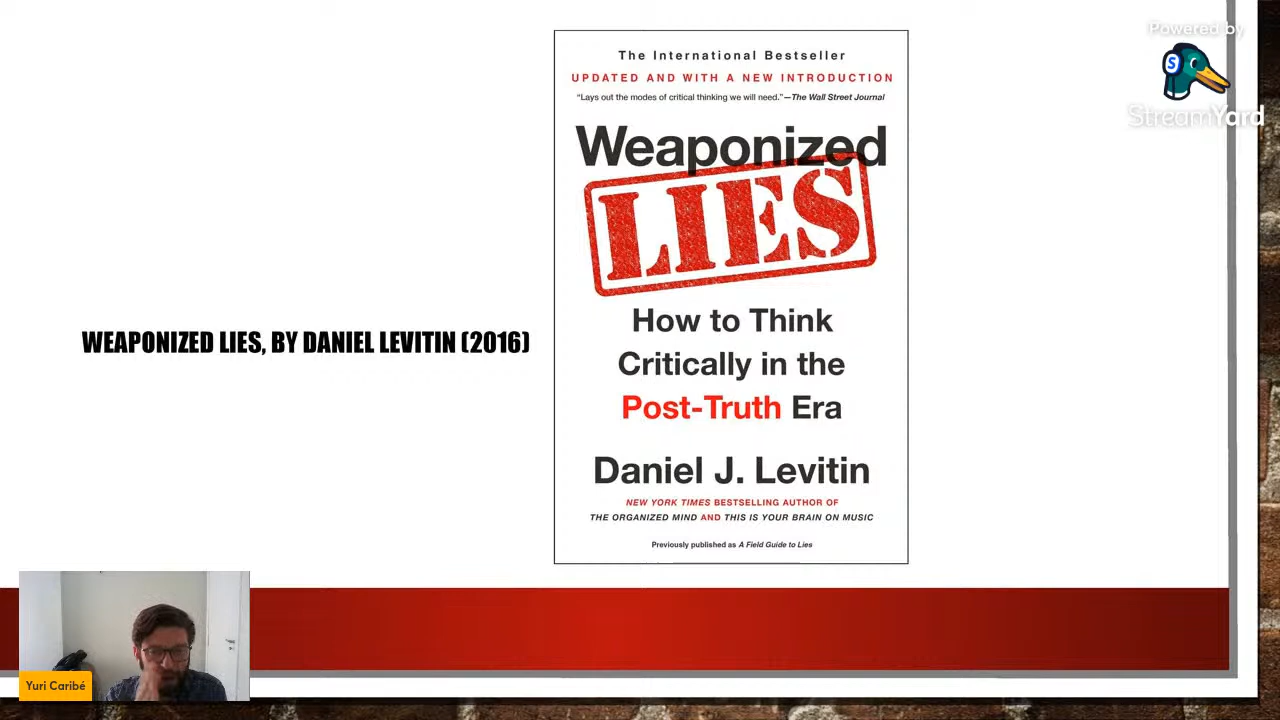 Powered by
S
StreamYard
The International Bestseller
UPDATED AND WITH A NEW INTRODUCTION
“Lays out the modes of critical thinking we will need.”—The Wall Street Journal
Weaponized
LIES
How to Think
Critically in the
Post-Truth Era
Daniel J. Levitin
NEW YORK TIMES BESTSELLING AUTHOR OF
THE ORGANIZED MIND AND THIS IS YOUR BRAIN ON MUSIC
Previously published as A Field Guide to Lies
WEAPONIZED LIES, BY DANIEL LEVITIN (2016)
Yuri Caribé